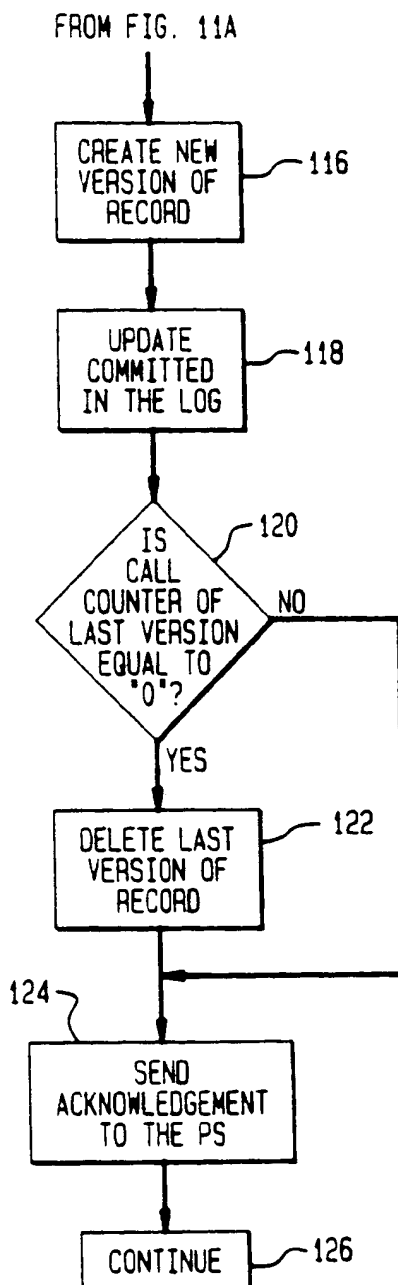 FROM FIG. 11A
CREATE NEW
VERSION OF
RECORD
116
UPDATE
COMMITTED
IN THE LOG
118
120
IS
CALL
COUNTER OF
LAST VERSION
EQUAL TO
"0"?
NO
YES
DELETE LAST
VERSION OF
RECORD
122
124
SEND
ACKNOWLEDGEMENT
TO THE PS
CONTINUE
126